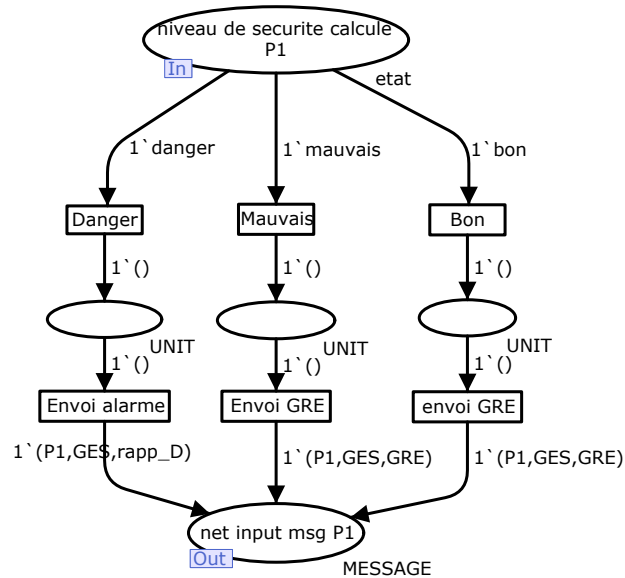 niveau de securite calcule
P1
In
etat
1`danger
1`mauvais
1`bon
Danger
Mauvais
Bon
1`()
1`()
1`()
UNIT
UNIT
UNIT
1`()
1`()
1`()
Envoi alarme
Envoi GRE
envoi GRE
1`(P1,GES,rapp_D)
1`(P1,GES,GRE)
1`(P1,GES,GRE)
net input msg P1
Out
MESSAGE